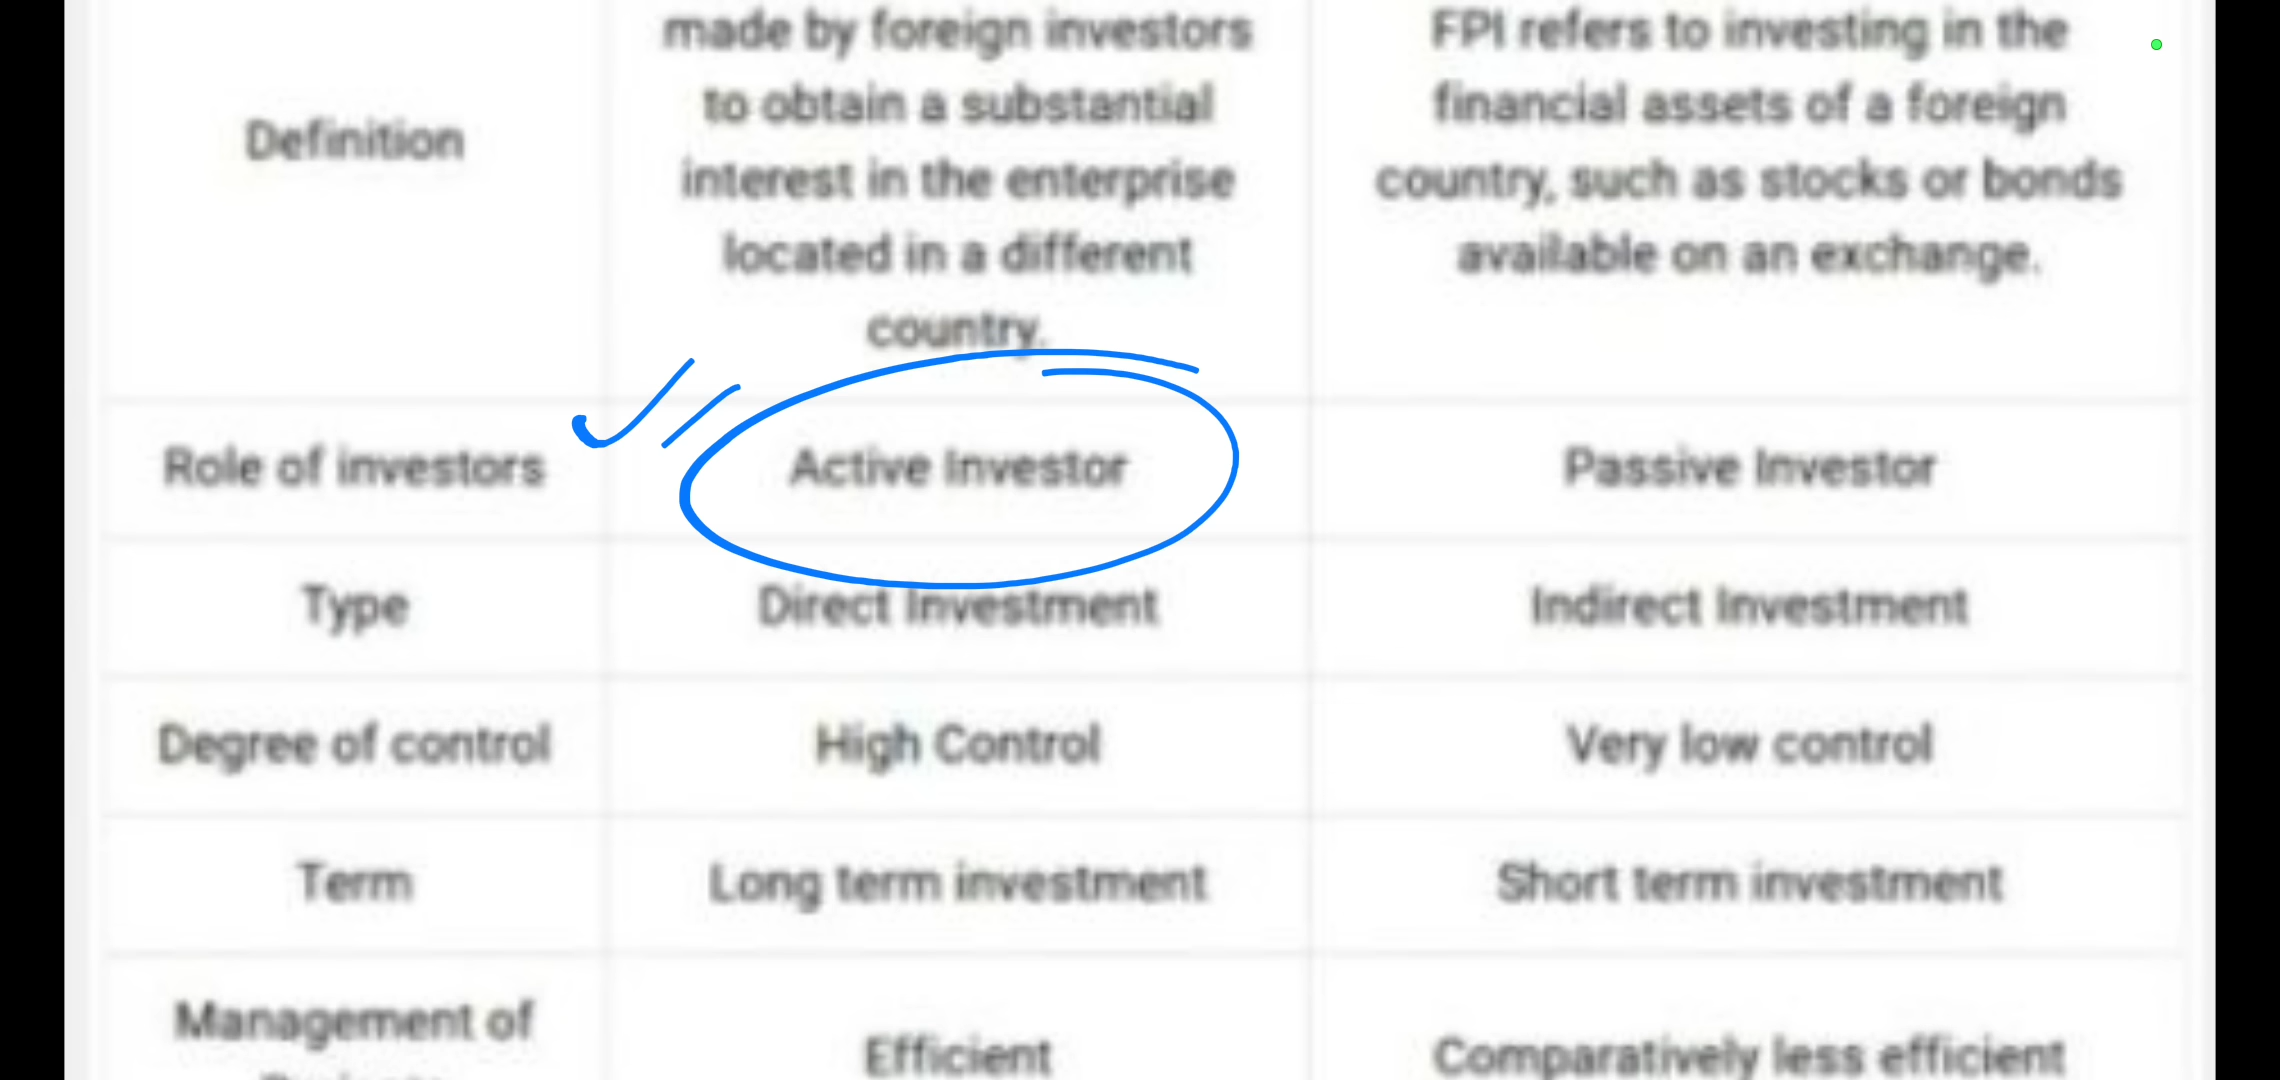 made by foreign investors
to obtain a substantial
interest in the enterprise
located in a different
country.
Definition
FPI refers to investing in the
financial assets of a foreign
country, such as stocks or bonds
available on an exchange.
Role of investors
Active Investor
Passive Investor
Type
Direct Investment
Indirect Investment
Degree of control
High Control
Very low control
Term
Long term investment
Short term investment
Management of
Efficient
Comparatively less efficient